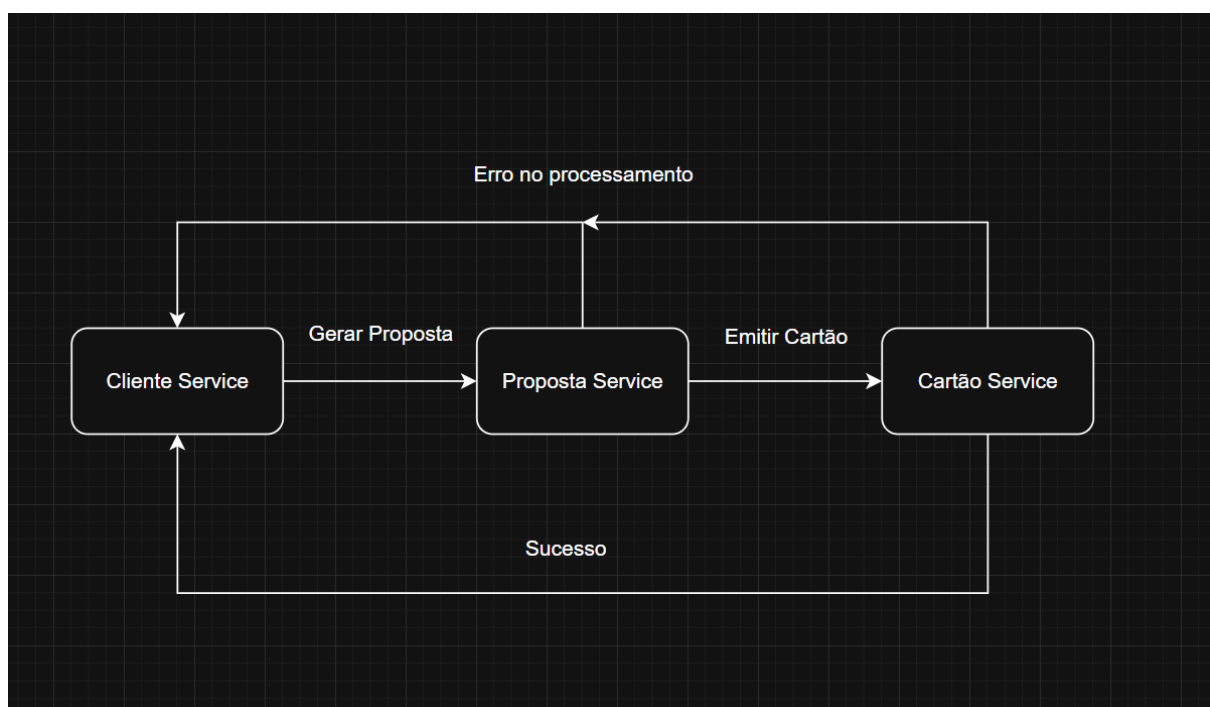 Erro no processamento
Gerar Proposta
Emitir Cartão
Cliente Service
Proposta Service
Cartão Service
Sucesso